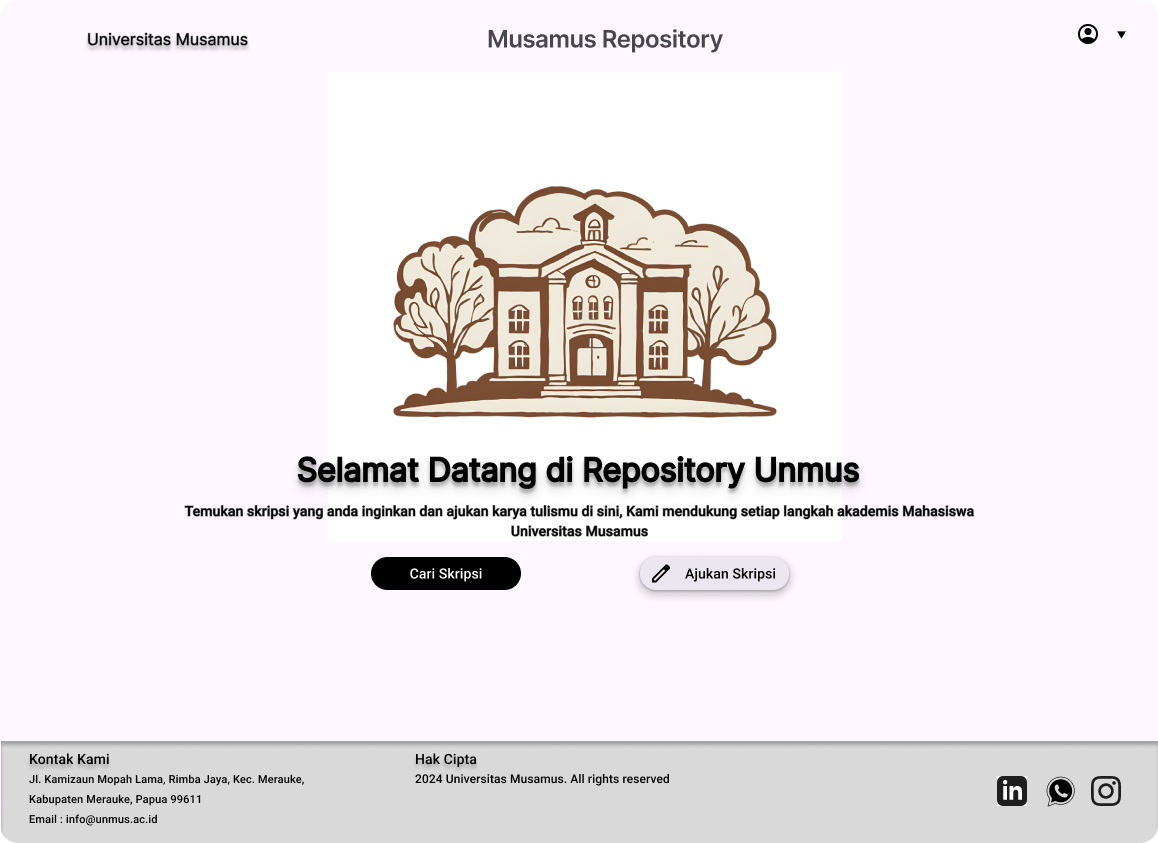 Universitas Musamus
Musamus Repository
Selamat Datang di Repository Unmus
Temukan skripsi yang anda inginkan dan ajukan karya tulismu di sini, Kami mendukung setiap langkah akademis Mahasiswa
Universitas Musamus
Cari Skripsi
Ajukan Skripsi
Kontak Kami
Jl. Kamizaun Mopah Lama, Rimba Jaya, Kec. Merauke,
Kabupaten Merauke, Papua 99611
Email : info@unmus.ac.id
Hak Cipta
2024 Universitas Musamus. All rights reserved
in